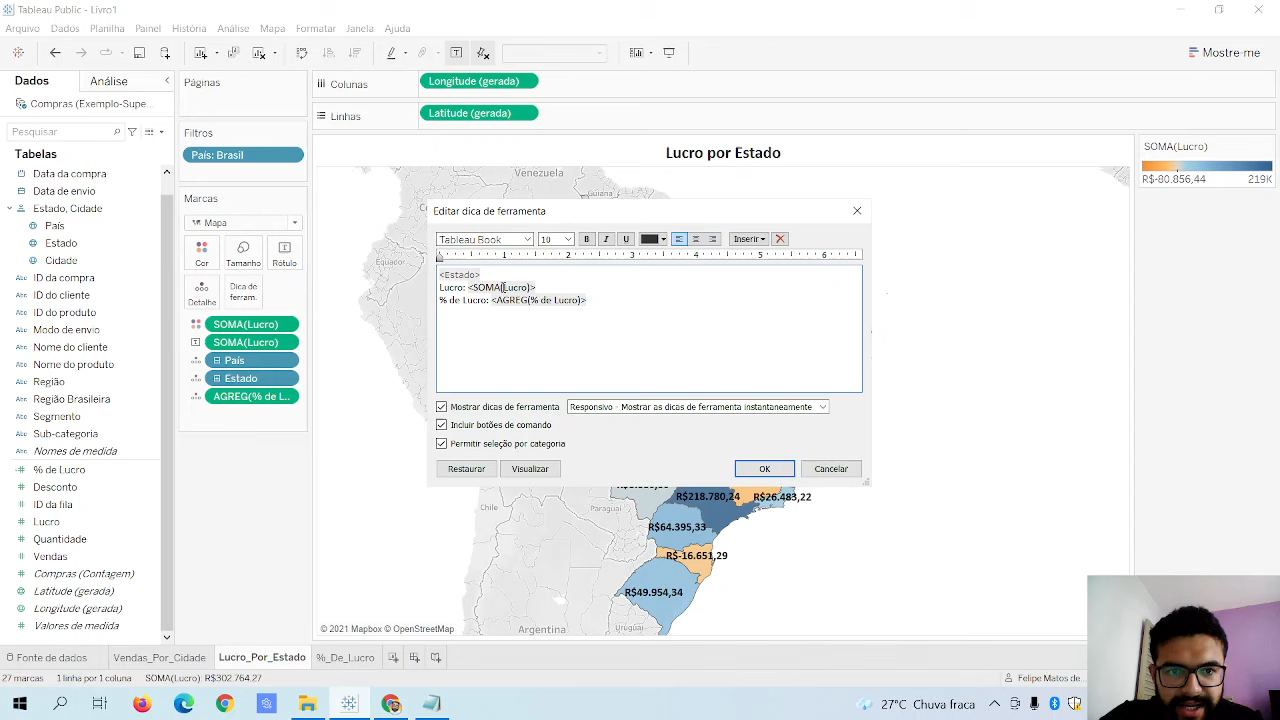 Tableau Public - Livro1
Arquivo Dados Planilha Painel História Análise Mapa Formatar Janela Ajuda
Mostre-me
Dados Análise
Compras (Exemplo-Supe...
Pesquisar
Tabelas
Data da compra
Data de envio
Estado, Cidade
País
Estado
Cidade
ID da compra
ID do cliente
ID do produto
Modo de envio
Nome do cliente
Nome do produto
Região
Região Brasileira
Segmento
Sub-categoria
Nomes de medida
% de Lucro
Desconto
ID da fila
Lucro
Quantidade
Vendas
Compras (Contagem)
Latitude (gerada)
Longitude (gerada)
Valores de medida
Páginas
Filtros
País: Brasil
Marcas
Mapa
Cor Tamanho Rótulo
Detalhe Dica de ferram.
SOMA(Lucro)
SOMA(Lucro)
País
Estado
AGREG(% de L..
Colunas Longitude (gerada)
Linhas Latitude (gerada)
Lucro por Estado
Venezuela
Guiana
Equador
Editar dica de ferramenta
Tableau Book 10 B I U Inserir
1 2 3 4 5 6
<Estado>
Lucro: <SOMA(Lucro)>
% de Lucro: <AGREG(% de Lucro)>
Mostrar dicas de ferramenta Responsivo - Mostrar as dicas de ferramenta instantaneamente
Incluir botões de comando
Permitir seleção por categoria
Restaurar Visualizar OK Cancelar
R$218.780,24 R$26.483,22
Chile Paraguai
R$64.395,33
R$-16.651,29
R$49.954,34
Argentina Uruguai
© 2021 Mapbox © OpenStreetMap
SOMA(Lucro)
R$-80.856,44 219K
Fonte de dados Vendas_Por_Cidade Lucro_Por_Estado %_De_Lucro
27 marcas 1 linha por 1 coluna SOMA(Lucro): R$302.764,27
Felipe Matos de...
27°C Chuva fraca